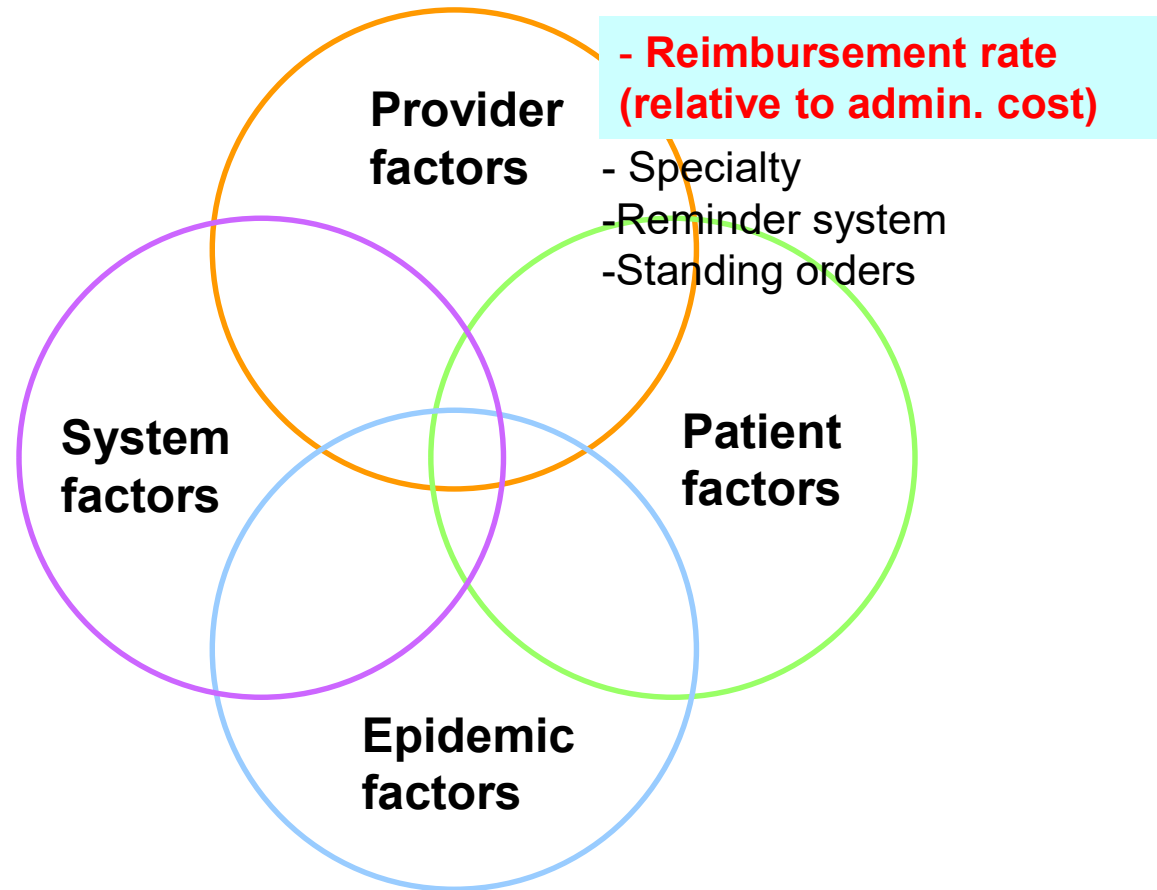 Provider
factors
- Reimbursement rate
(relative to admin. cost)
- Specialty
-Reminder system
-Standing orders
System
factors
Patient
factors
Epidemic
factors